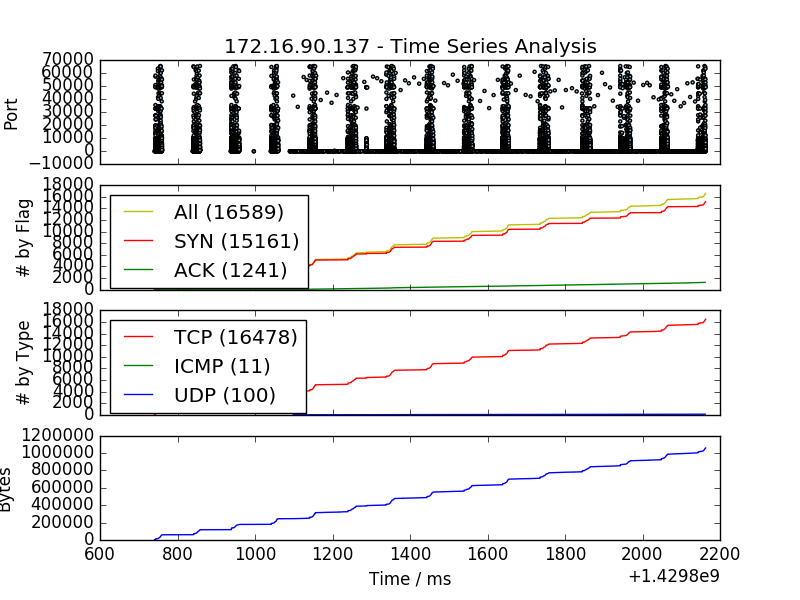 172.16.90.137 - Time Series Analysis
70000
60000
50000
40000
30000
20000
10000
0
−10000
Port
18000
16000
14000
12000
10000
8000
6000
4000
2000
0
# by Flag
All (16589)
SYN (15161)
ACK (1241)
18000
16000
14000
12000
10000
8000
6000
4000
2000
0
# by Type
TCP (16478)
ICMP (11)
UDP (100)
1200000
1000000
800000
600000
400000
200000
0
Bytes
600 800 1000 1200 1400 1600 1800 2000 2200
Time / ms
+1.4298e9